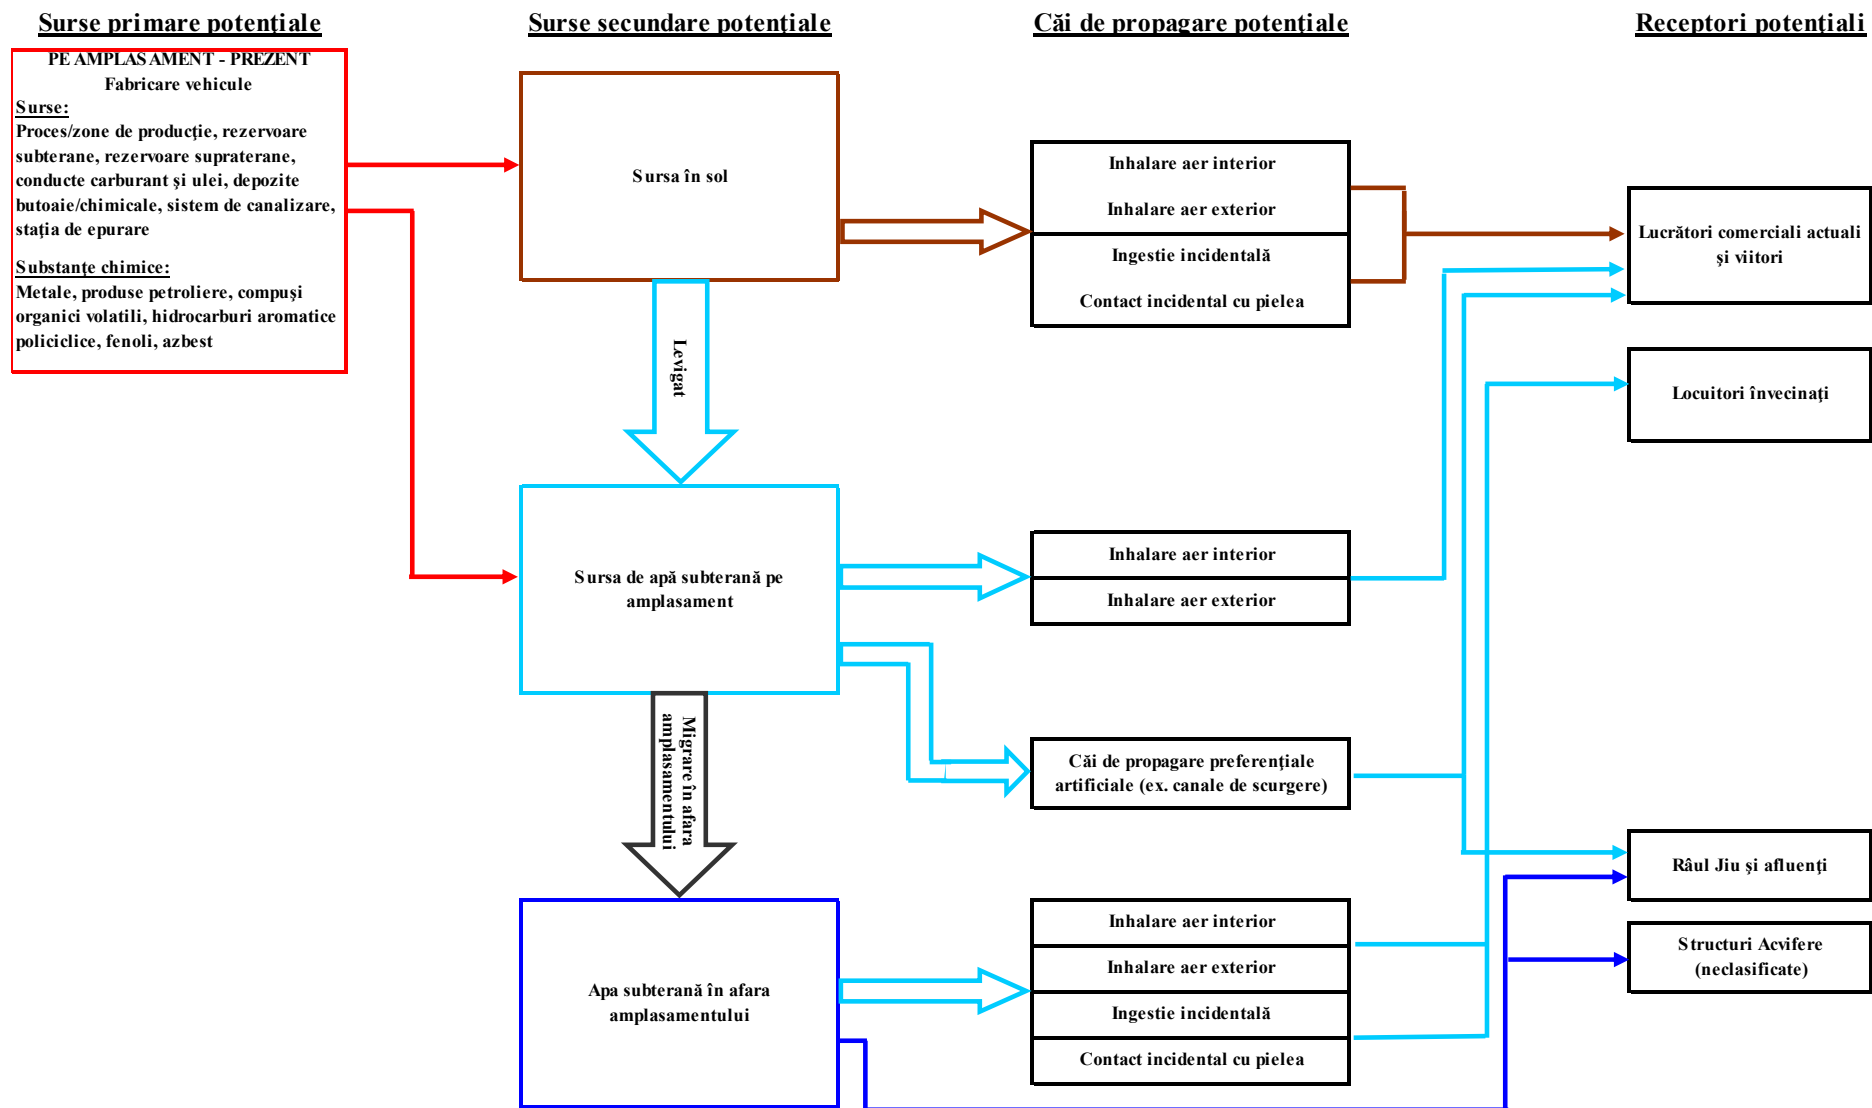 Surse primare potenţiale
Surse secundare potenţiale
Căi de propagare potenţiale
Receptori potenţiali
PE AMPLASAMENT - PREZENT
Fabricare vehicule
Surse:
Proces/zone de producţie, rezervoare
subterane, rezervoare supraterane,
conducte carburant şi ulei, depozite
butoaie/chimicale, sistem de canalizare,
staţia de epurare
Substanţe chimice:
Metale, produse petroliere, compuşi
organici volatili, hidrocarburi aromatice
policiclice, fenoli, azbest
Sursa în sol
Inhalare aer interior
Inhalare aer exterior
Ingestie incidentală
Contact incidental cu pielea
Lucrători comerciali actuali
şi viitori
Levigat
Locuitori învecinaţi
Sursa de apă subterană pe
amplasament
Inhalare aer interior
Inhalare aer exterior
Migrare în afara
amplasamentului
Căi de propagare preferenţiale
artificiale (ex. canale de scurgere)
Râul Jiu şi afluenţi
Apa subterană în afara
amplasamentului
Inhalare aer interior
Inhalare aer exterior
Ingestie incidentală
Contact incidental cu pielea
Structuri Acvifere
(neclasificate)